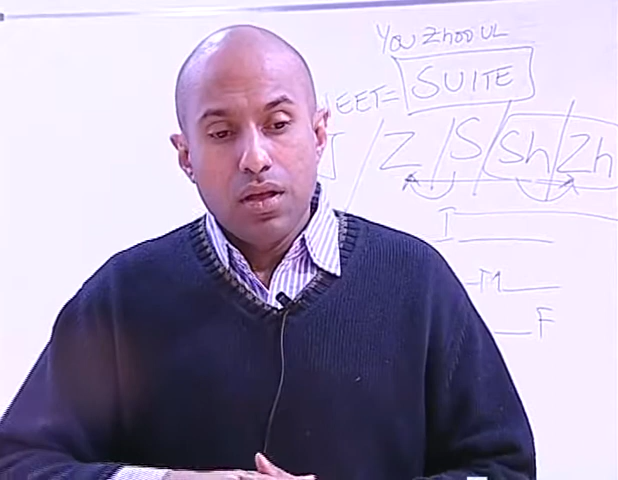 You Zhoo UL
EET= SUITE
/ Z / S / Sh / Zh
I
M
F